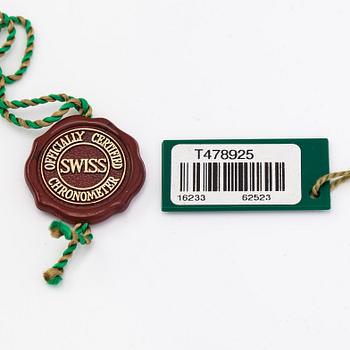 OFFICIALLY CERTIFIED
SWISS
CHRONOMETER
T478925
16233 62523